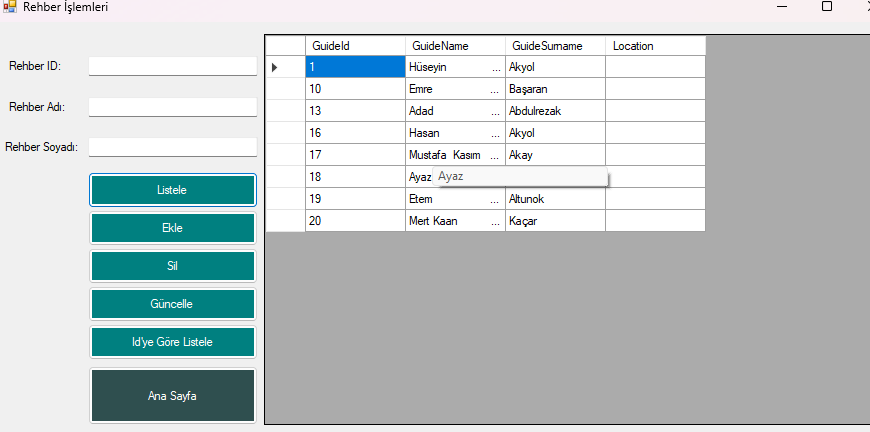 Rehber İşlemleri
Rehber ID:
Rehber Adı:
Rehber Soyadı:
Listele
Ekle
Sil
Güncelle
Id'ye Göre Listele
Ana Sayfa
GuideId GuideName GuideSurname Location
1 Hüseyin ... Akyol
10 Emre ... Başaran
13 Adad ... Abdulrezak
16 Hasan ... Akyol
17 Mustafa Kasım ... Akay
18 Ayaz Ayaz
19 Etem ... Altunok
20 Mert Kaan ... Kaçar